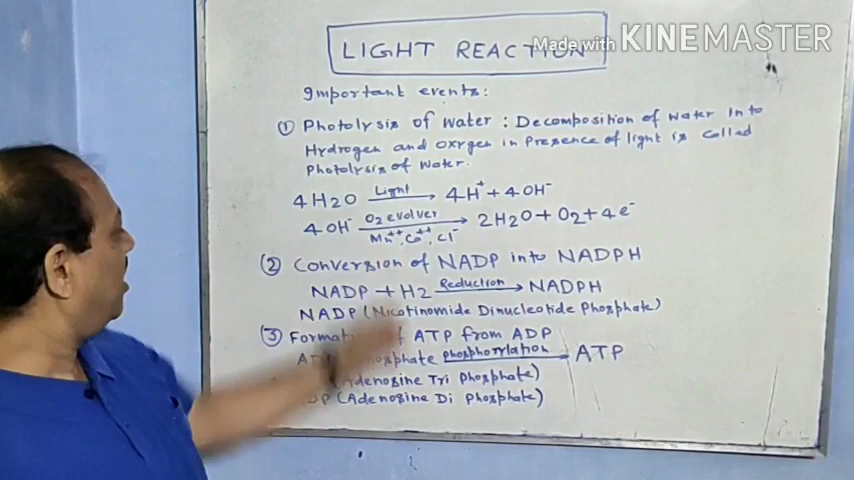 LIGHT REACTION
Made with KINEMASTER
Important events:
① Photolysis of water : Decomposition of water into
Hydrogen and oxygen in presence of light is called
Photolysis of water.
4H2O Light → 4H⁺ + 4OH⁻
4OH⁻ O2 evolver Mn⁺⁺, Ca⁺⁺, Cl⁻ → 2H2O + O2 + 4e⁻
② Conversion of NADP into NADPH
NADP + H2 Reduction → NADPH
NADP (Nicotinomide Dinucleotide Phosphate)
③ of ATP from ADP
phosphorylation → ATP
(Adenosine Tri Phosphate)
(Adenosine Di Phosphate)